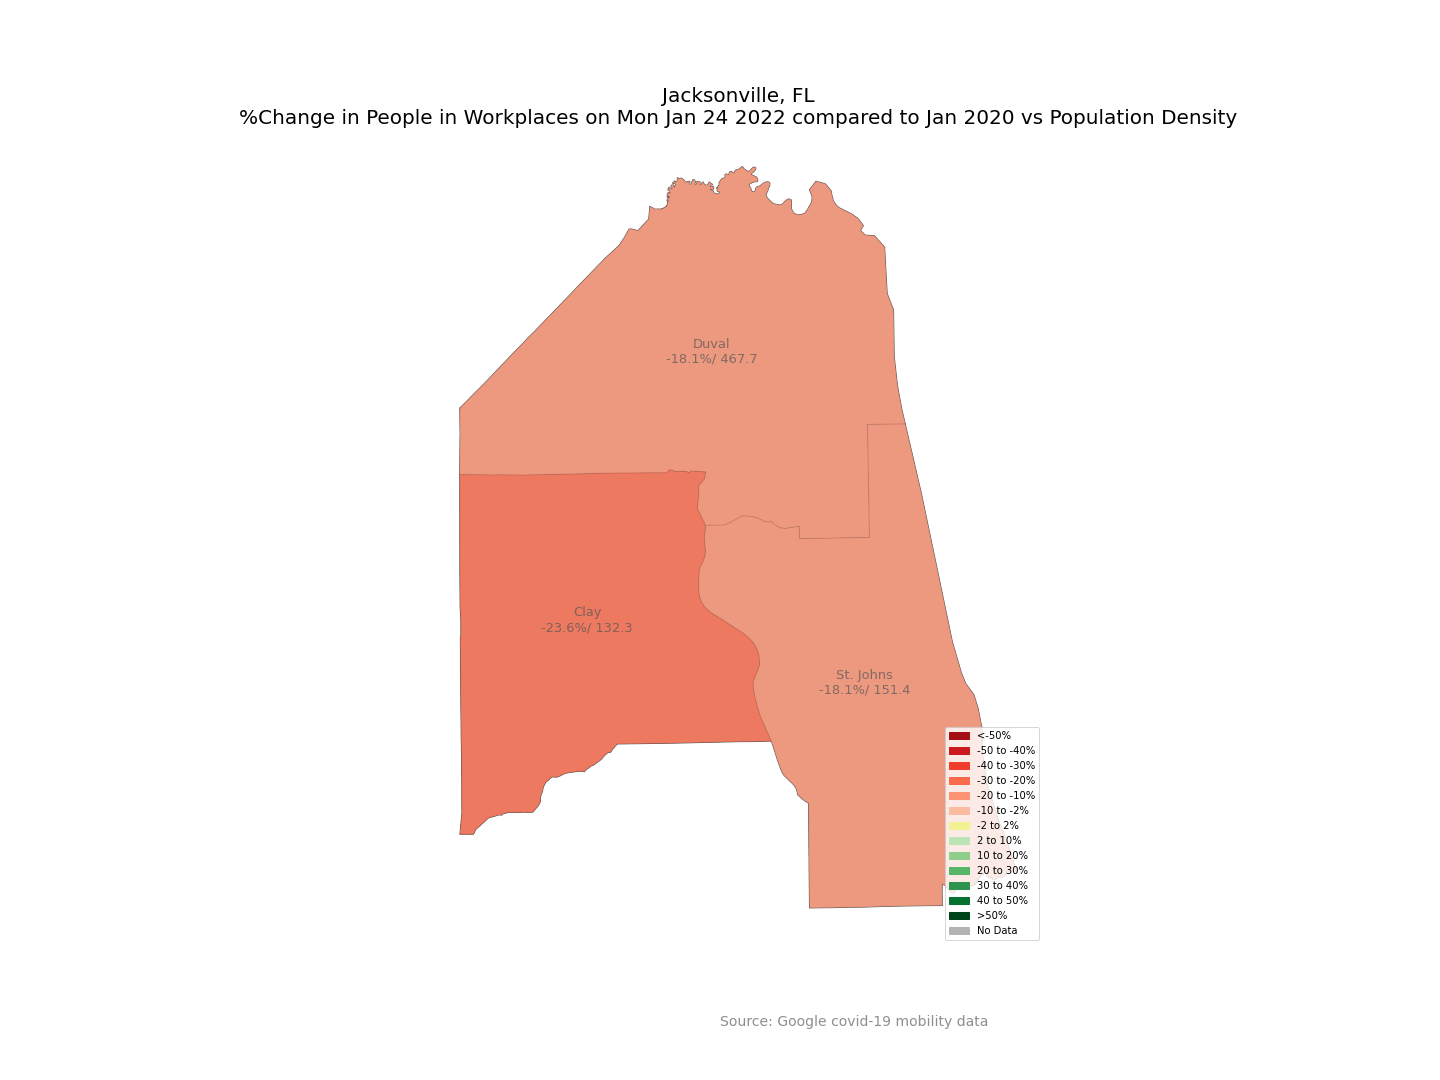 Jacksonville, FL
%Change in People in Workplaces on Mon Jan 24 2022 compared to Jan 2020 vs Population Density
Duval
-18.1%/ 467.7
Clay
-23.6%/ 132.3
St. Johns
-18.1%/ 151.4
<-50%
-50 to -40%
-40 to -30%
-30 to -20%
-20 to -10%
-10 to -2%
-2 to 2%
2 to 10%
10 to 20%
20 to 30%
30 to 40%
40 to 50%
>50%
No Data
Source: Google covid-19 mobility data